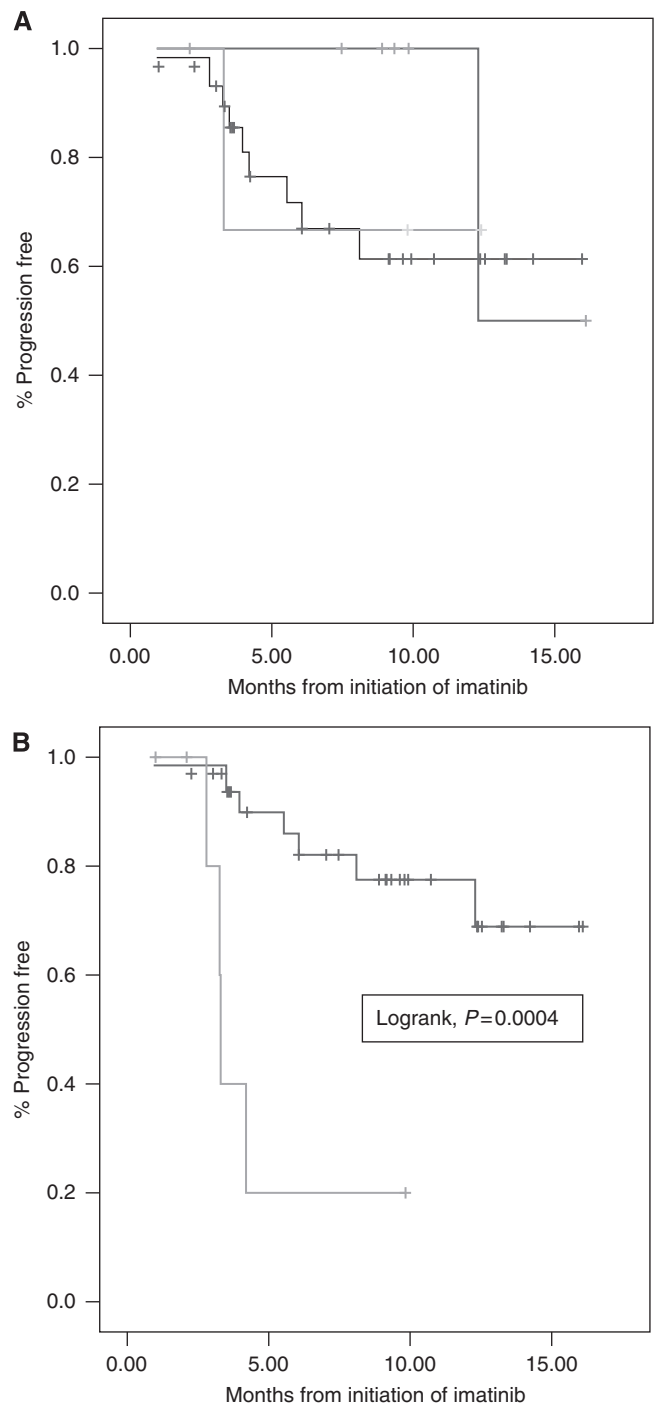 A
1.0
0.8
0.6
0.4
0.2
0.0
% Progression free
0.00 5.00 10.00 15.00
Months from initiation of imatinib
B
1.0
0.8
0.6
0.4
0.2
0.0
% Progression free
Logrank, P=0.0004
0.00 5.00 10.00 15.00
Months from initiation of imatinib